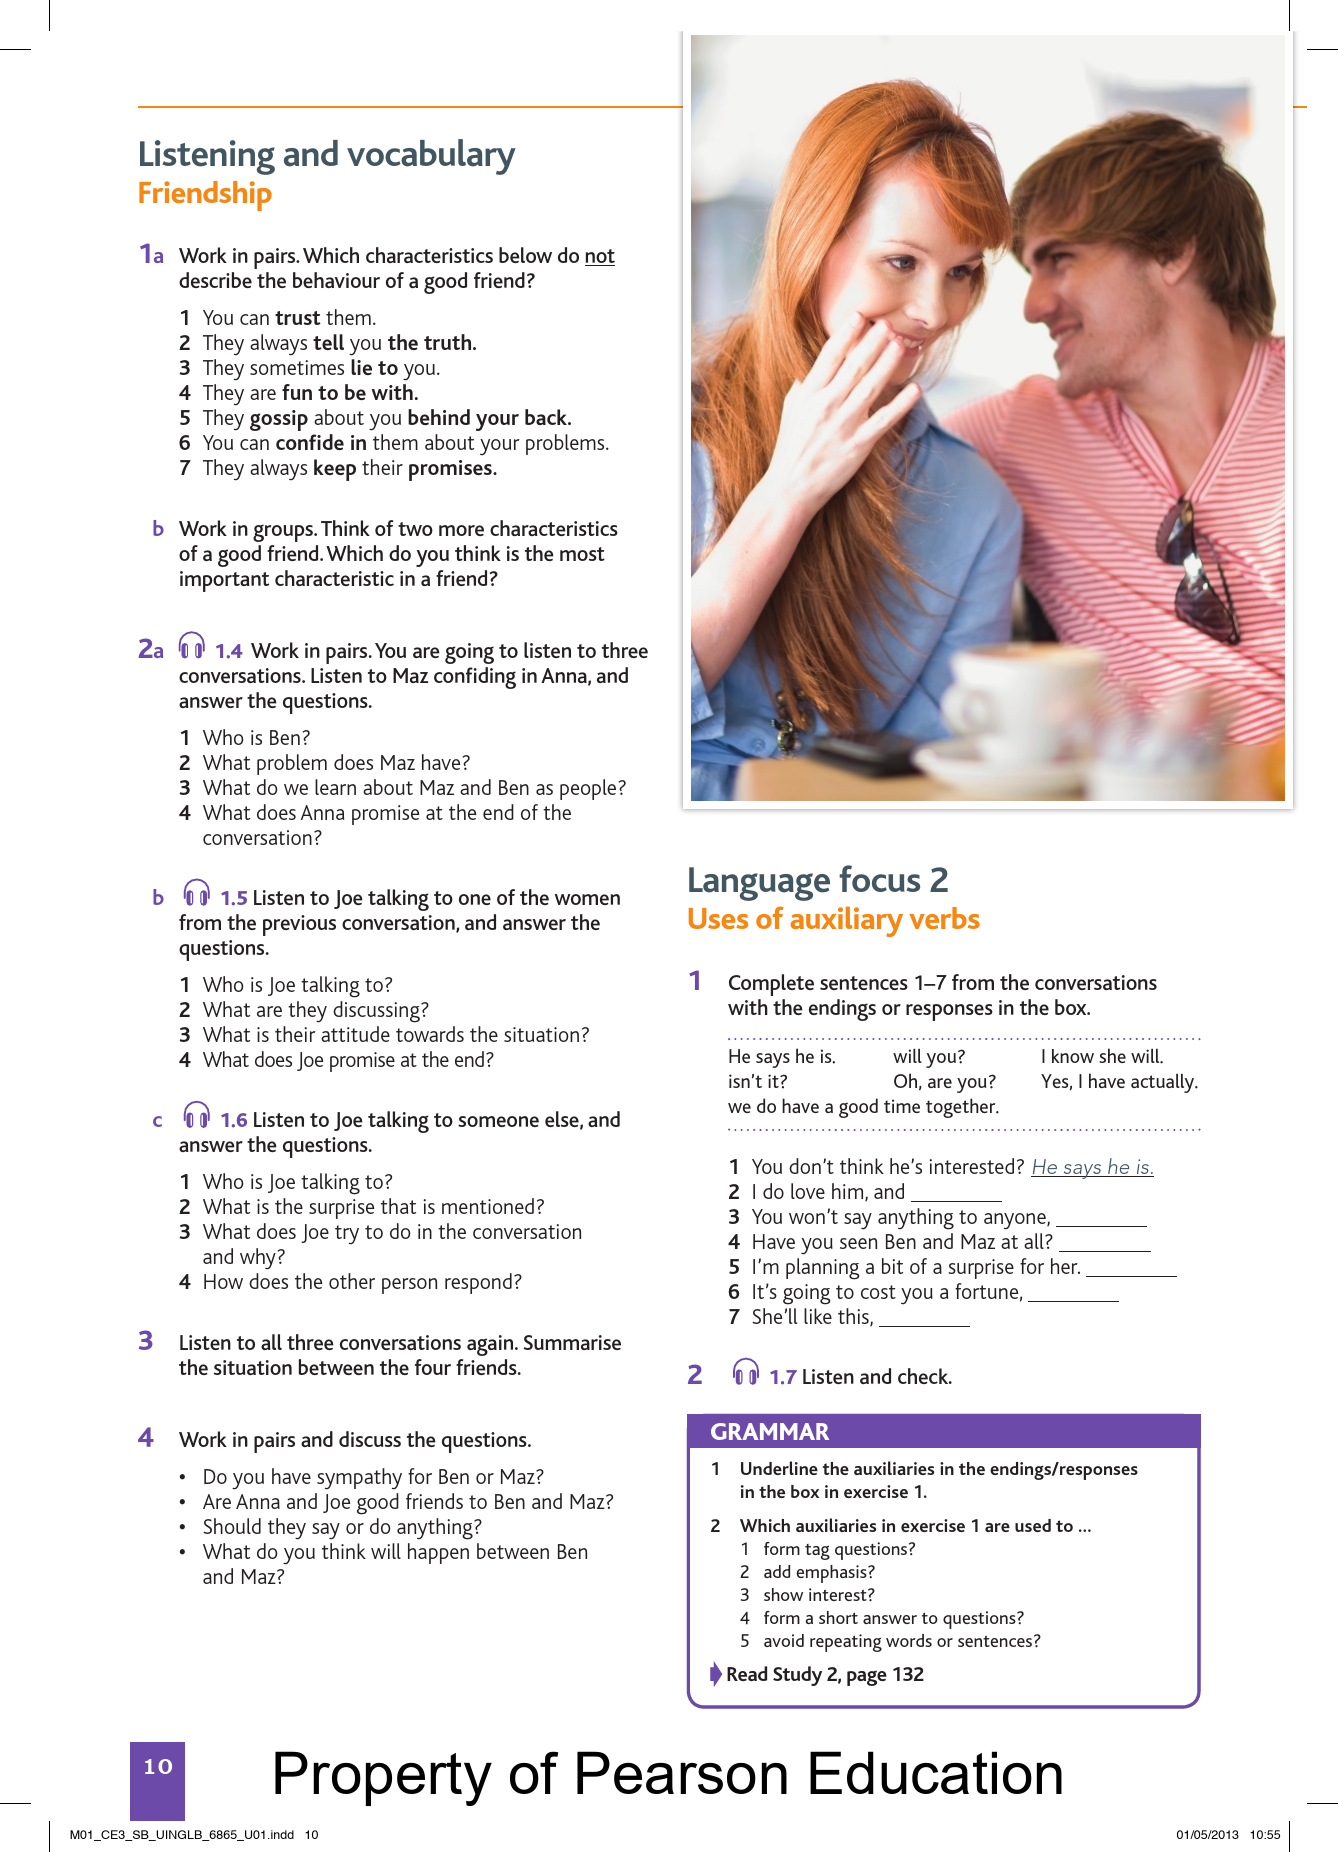 Listening and vocabulary
Friendship
1a Work in pairs. Which characteristics below do not
describe the behaviour of a good friend?
1 You can trust them.
2 They always tell you the truth.
3 They sometimes lie to you.
4 They are fun to be with.
5 They gossip about you behind your back.
6 You can confide in them about your problems.
7 They always keep their promises.
b Work in groups. Think of two more characteristics
of a good friend. Which do you think is the most
important characteristic in a friend?
2a 1.4 Work in pairs. You are going to listen to three
conversations. Listen to Maz confiding in Anna, and
answer the questions.
1 Who is Ben?
2 What problem does Maz have?
3 What do we learn about Maz and Ben as people?
4 What does Anna promise at the end of the
conversation?
b 1.5 Listen to Joe talking to one of the women
from the previous conversation, and answer the
questions.
1 Who is Joe talking to?
2 What are they discussing?
3 What is their attitude towards the situation?
4 What does Joe promise at the end?
c 1.6 Listen to Joe talking to someone else, and
answer the questions.
1 Who is Joe talking to?
2 What is the surprise that is mentioned?
3 What does Joe try to do in the conversation
and why?
4 How does the other person respond?
3 Listen to all three conversations again. Summarise
the situation between the four friends.
4 Work in pairs and discuss the questions.
• Do you have sympathy for Ben or Maz?
• Are Anna and Joe good friends to Ben and Maz?
• Should they say or do anything?
• What do you think will happen between Ben
and Maz?
Language focus 2
Uses of auxiliary verbs
1 Complete sentences 1–7 from the conversations
with the endings or responses in the box.
He says he is. will you? I know she will.
isn't it? Oh, are you? Yes, I have actually.
we do have a good time together.
1 You don't think he's interested? He says he is.
2 I do love him, and ________
3 You won't say anything to anyone, ________
4 Have you seen Ben and Maz at all? ________
5 I'm planning a bit of a surprise for her. ________
6 It's going to cost you a fortune, ________
7 She'll like this, ________
2 1.7 Listen and check.
GRAMMAR
1 Underline the auxiliaries in the endings/responses
in the box in exercise 1.
2 Which auxiliaries in exercise 1 are used to ...
1 form tag questions?
2 add emphasis?
3 show interest?
4 form a short answer to questions?
5 avoid repeating words or sentences?
Read Study 2, page 132
10
Property of Pearson Education
M01_CE3_SB_UINGLB_6865_U01.indd 10
01/05/2013 10:55